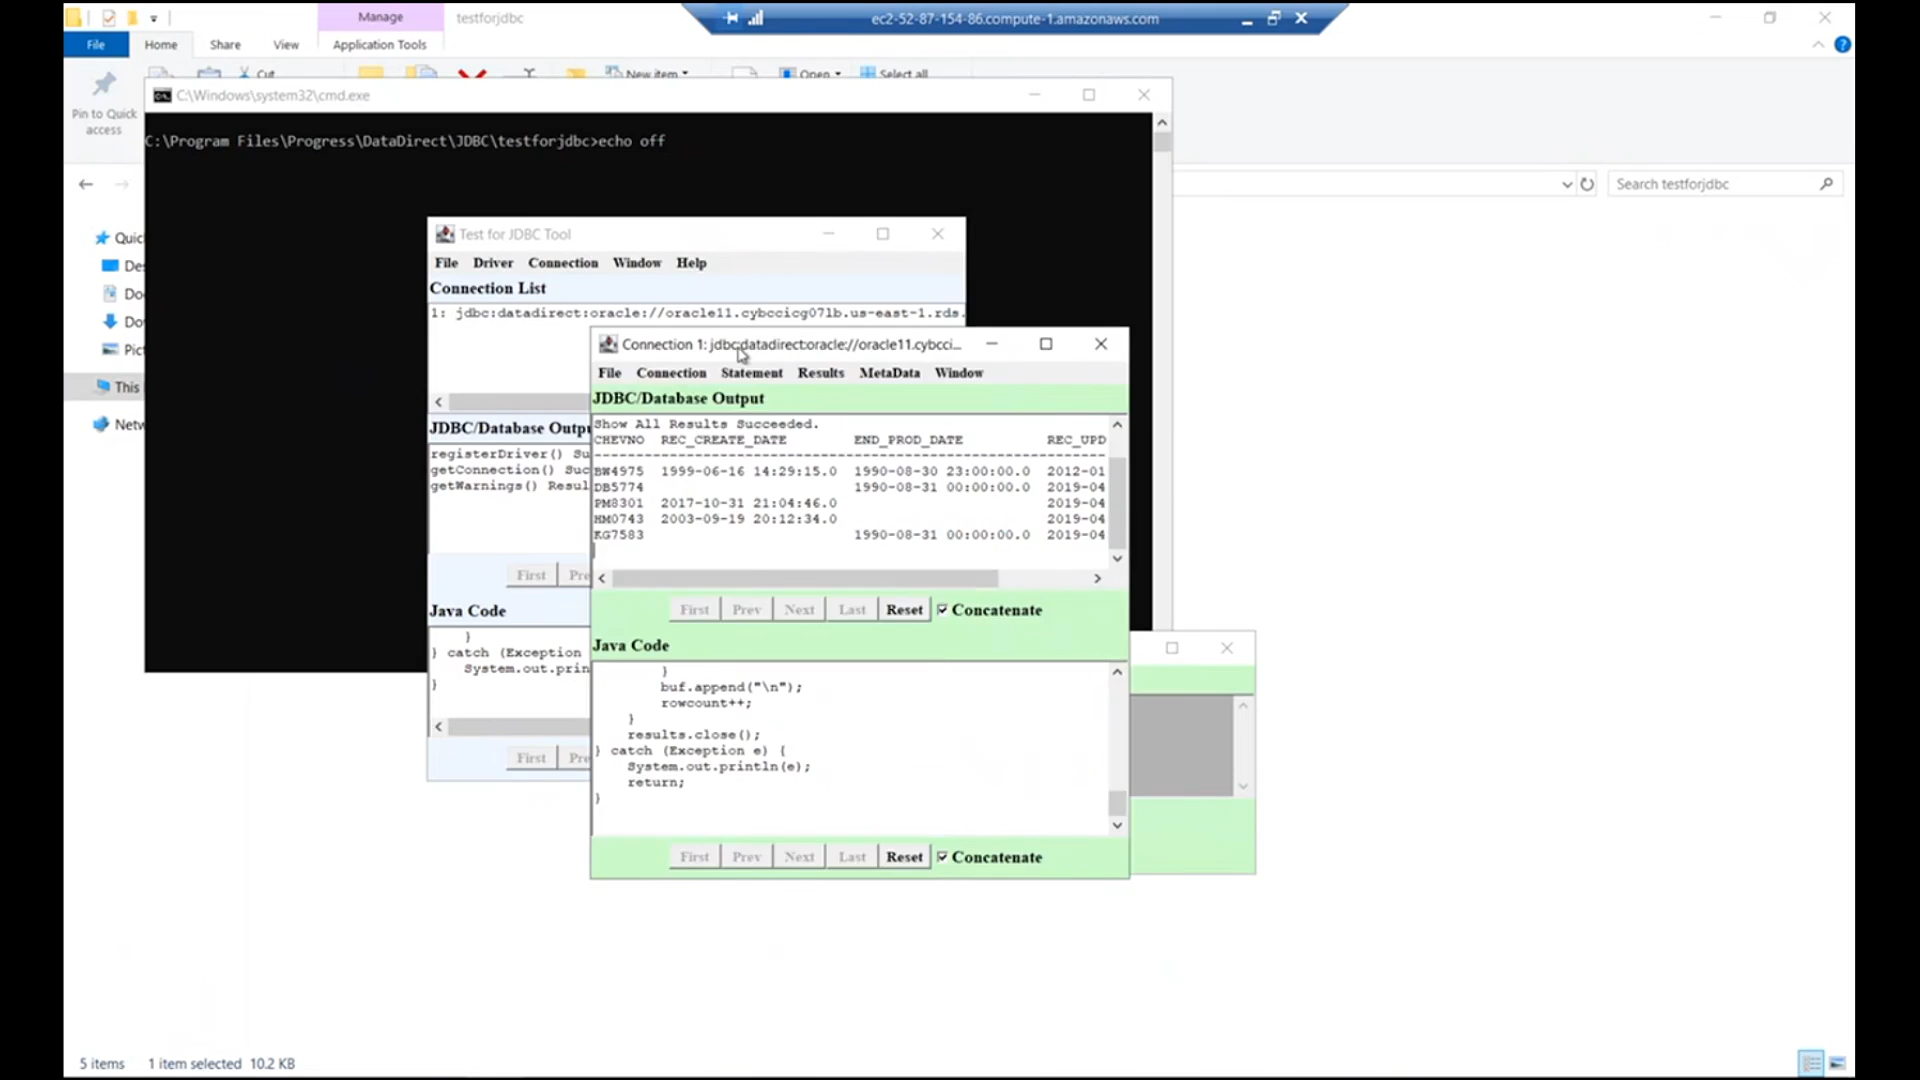 Manage
testforjdbc
ec2-52-87-154-86.compute-1.amazonaws.com
File
Home
Share
View
Application Tools
Cut
New item
Open
Select all
Pin to Quick
access
C:\Windows\system32\cmd.exe
C:\Program Files\Progress\DataDirect\JDBC\testforjdbc>echo off
Search testforjdbc
Quic
De
Do
Do
Pict
This
Netv
Test for JDBC Tool
File Driver Connection Window Help
Connection List
1: jdbc:datadirect:oracle://oracle11.cybccicg07lb.us-east-1.rds.
JDBC/Database Outpu
registerDriver() Su
getConnection() Suc
getWarnings() Resul
First
Pre
Java Code
}
} catch (Exception
System.out.prin
}
First
Pre
Connection 1: jdbc:datadirect:oracle://oracle11.cybcci...
File Connection Statement Results MetaData Window
JDBC/Database Output
Show All Results Succeeded.
CHEVNO REC_CREATE_DATE END_PROD_DATE REC_UPD
------------------------------------------------------------
BW4975 1999-06-16 14:29:15.0 1990-08-30 23:00:00.0 2012-01
DB5774 1990-08-31 00:00:00.0 2019-04
PM8301 2017-10-31 21:04:46.0 2019-04
HM0743 2003-09-19 20:12:34.0 2019-04
KG7583 1990-08-31 00:00:00.0 2019-04
First Prev Next Last Reset Concatenate
Java Code
}
buf.append("\n");
rowcount++;
}
results.close();
} catch (Exception e) {
System.out.println(e);
return;
}
First Prev Next Last Reset Concatenate
5 items 1 item selected 10.2 KB